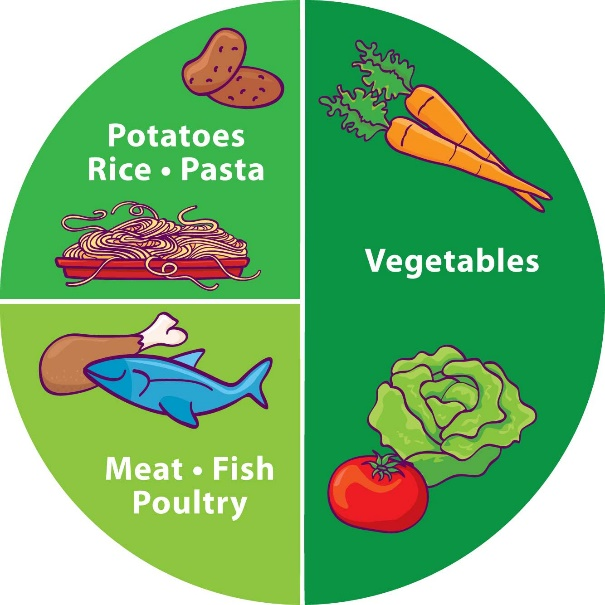 Potatoes
Rice • Pasta
Vegetables
Meat • Fish
Poultry